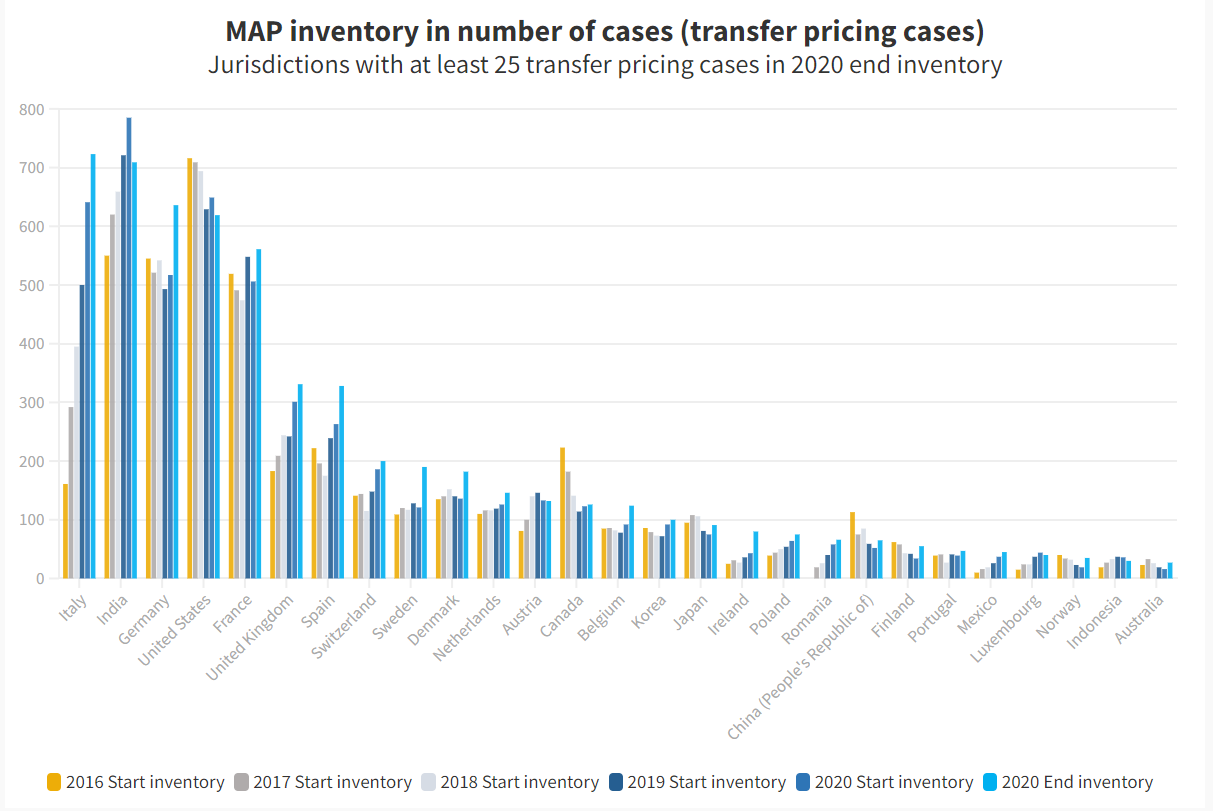 MAP inventory in number of cases (transfer pricing cases)
Jurisdictions with at least 25 transfer pricing cases in 2020 end inventory
800
700
600
500
400
300
200
100
0
Italy
India
Germany
United States
France
United Kingdom
Spain
Switzerland
Sweden
Denmark
Netherlands
Austria
Canada
Belgium
Korea
Japan
Ireland
Poland
Romania
China (People's Republic of)
Finland
Portugal
Mexico
Luxembourg
Norway
Indonesia
Australia
2016 Start inventory
2017 Start inventory
2018 Start inventory
2019 Start inventory
2020 Start inventory
2020 End inventory